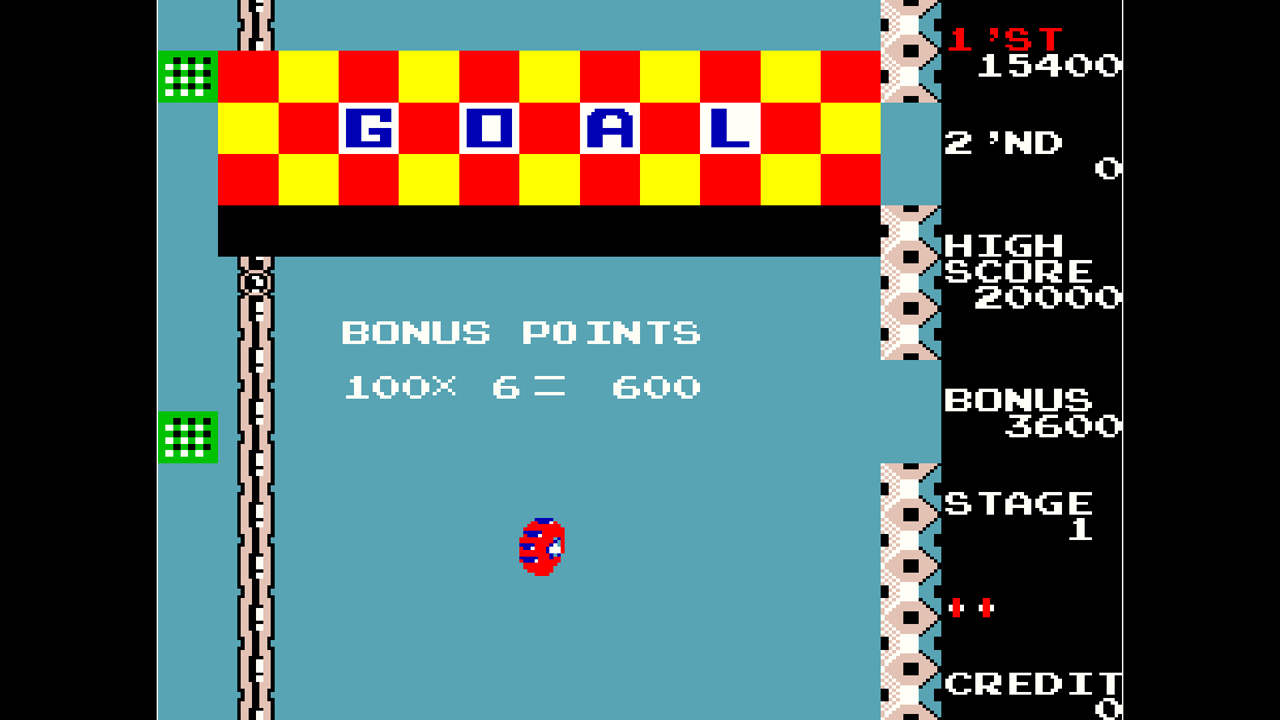 GOAL
BONUS POINTS
100× 6= 600
1'ST
15400
2'ND
0
HIGH
SCORE
20000
BONUS
3600
STAGE
1
CREDIT
0